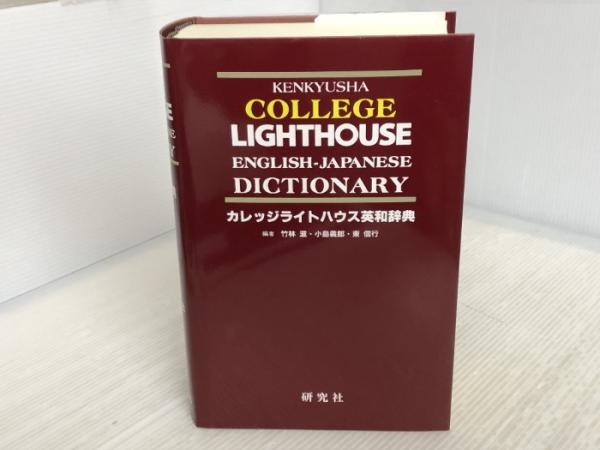 KENKYUSHA
COLLEGE
LIGHTHOUSE
ENGLISH-JAPANESE
DICTIONARY
カレッジライトハウス英和辞典
編者 竹林 滋・小島義郎・東 信行
研究社